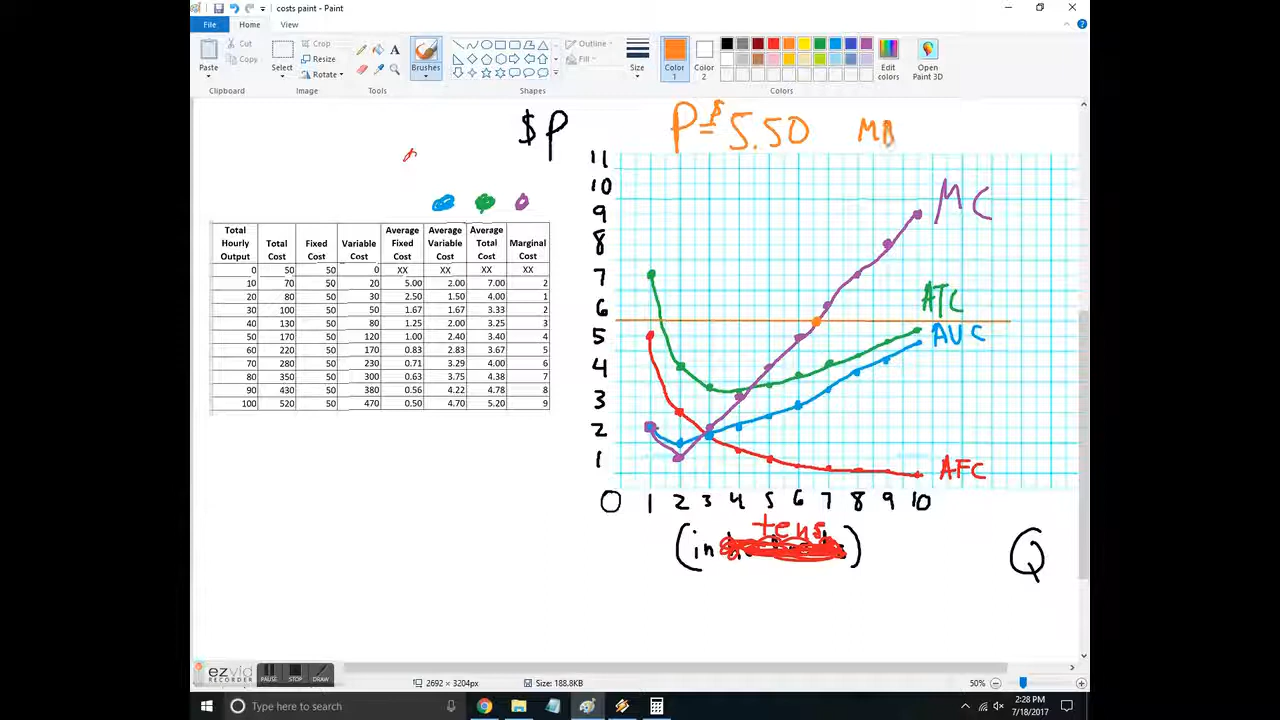 costs paint - Paint
File Home View
Paste Cut Copy Select Crop Resize Rotate Brushes Outline Fill Size Color 1 Color 2 Edit colors Open Paint 3D
Clipboard Image Tools Shapes Colors
$ P P = $ 5.50 MR
11
10
9
8
7
6
5
4
3
2
1
MC
ATC
AVC
AFC
0 1 2 3 4 5 6 7 8 9 10
tens
(in )
Q
Total Hourly Output Total Cost Fixed Cost Variable Cost Average Fixed Cost Average Variable Cost Average Total Cost Marginal Cost
0 50 50 0 XX XX XX XX
10 70 50 20 5.00 2.00 7.00 2
20 80 50 30 2.50 1.50 4.00 1
30 100 50 50 1.67 1.67 3.33 2
40 130 50 80 1.25 2.00 3.25 3
50 170 50 120 1.00 2.40 3.40 4
60 220 50 170 0.83 2.83 3.67 5
70 280 50 230 0.71 3.29 4.00 6
80 350 50 300 0.63 3.75 4.38 7
90 430 50 380 0.56 4.22 4.78 8
100 520 50 470 0.50 4.70 5.20 9
ezvid RECORDER PAUSE STOP DRAW
2692 × 3204px Size: 188.8KB 50%
Type here to search 2:28 PM
7/18/2017